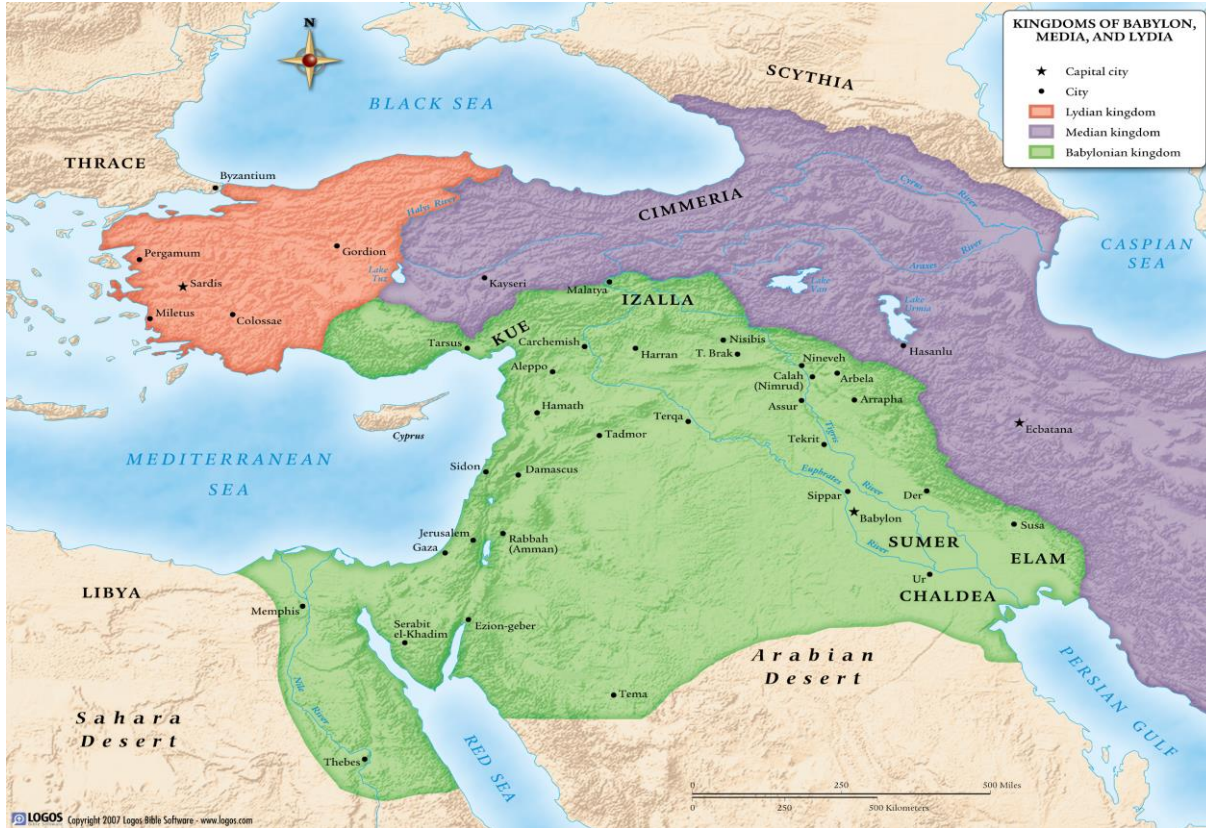 KINGDOMS OF BABYLON,
MEDIA, AND LYDIA
Capital city
City
Lydian kingdom
Median kingdom
Babylonian kingdom
N
SCYTHIA
BLACK SEA
THRACE
Byzantium
CIMMERIA
Cyrus
River
Halys River
CASPIAN
SEA
Araxes
River
Pergamum
Gordion
Lake
Tuz
Sardis
Kayseri
Malatya
Lake
Van
IZALLA
Lake
Urmia
Miletus
Colossae
KUE
Tarsus
Carchemish
Harran
Nisibis
T. Brak
Hasanlu
Nineveh
Aleppo
Calah
(Nimrud)
Arbela
Arrapha
Assur
Hamath
Terqa
Cyprus
Tadmor
Tigris
Ecbatana
Tekrit
MEDITERRANEAN
SEA
Sidon
Damascus
Euphrates
River
Sippar
Der
Babylon
Susa
Jerusalem
Rabbah
(Amman)
Gaza
SUMER
River
ELAM
Ur
LIBYA
CHALDEA
Memphis
Serabit
el-Khadim
Ezion-geber
Arabian
Desert
PERSIAN GULF
Tema
Nile
River
Sahara
Desert
RED SEA
Thebes
0
250
500 Miles
0
250
500 Kilometers
LOGOS Copyright 2007 Logos Bible Software - www.logos.com